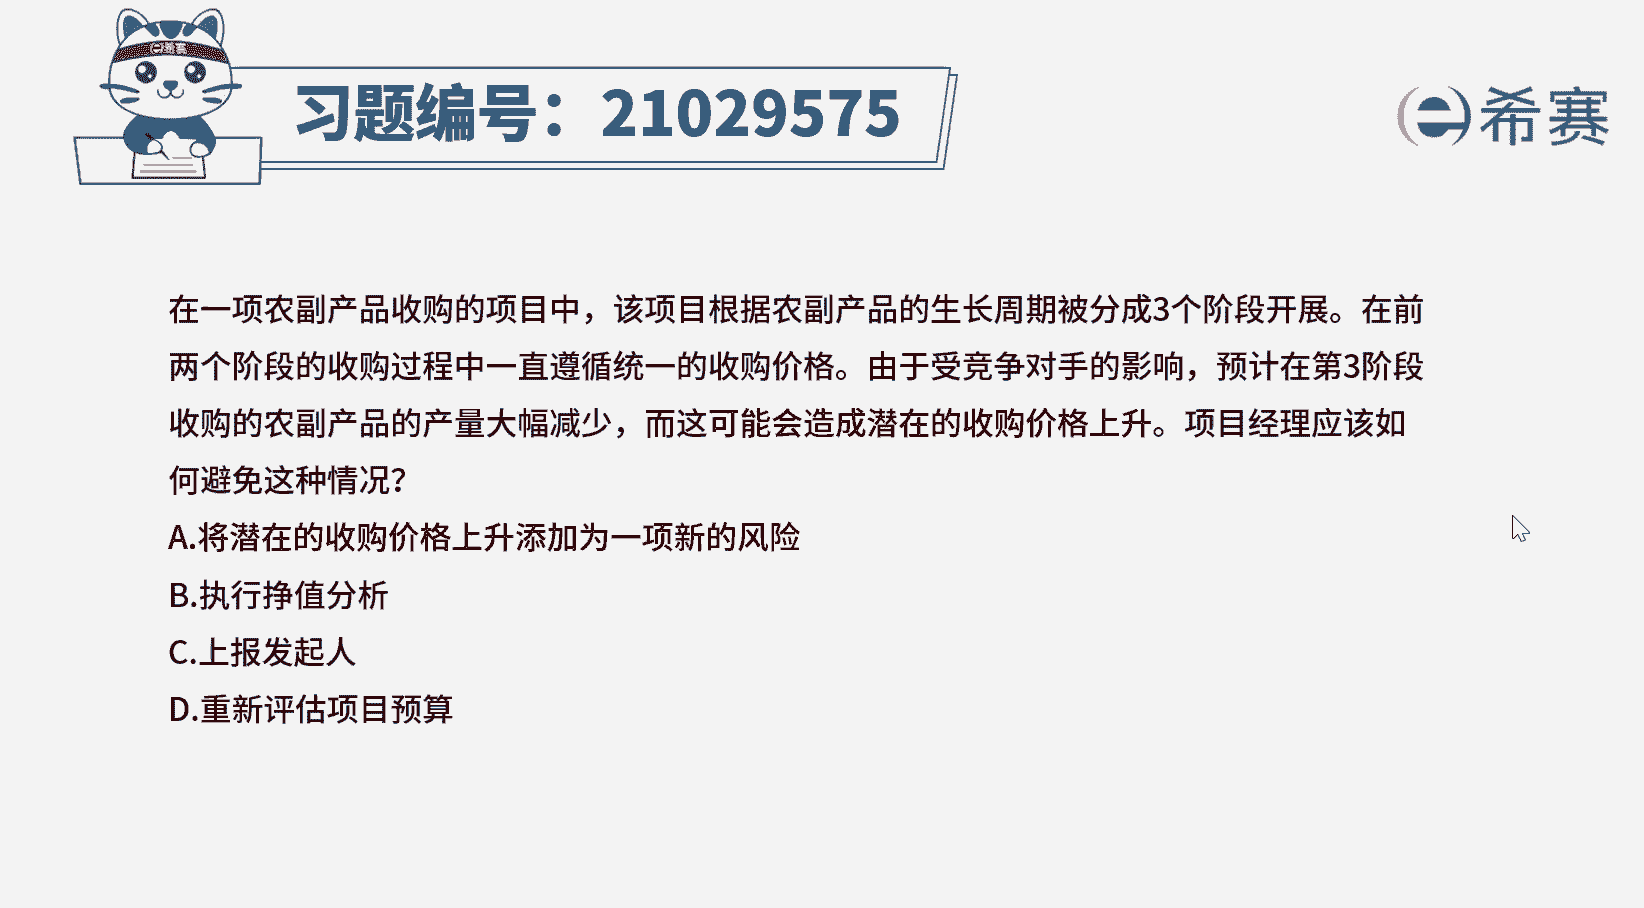 习题编号：21029575
希赛
在一项农副产品收购的项目中，该项目根据农副产品的生长周期被分成3个阶段开展。在前
两个阶段的收购过程中一直遵循统一的收购价格。由于受竞争对手的影响，预计在第3阶段
收购的农副产品的产量大幅减少，而这可能会造成潜在的收购价格上升。项目经理应该如
何避免这种情况？
A.将潜在的收购价格上升添加为一项新的风险
B.执行挣值分析
C.上报发起人
D.重新评估项目预算